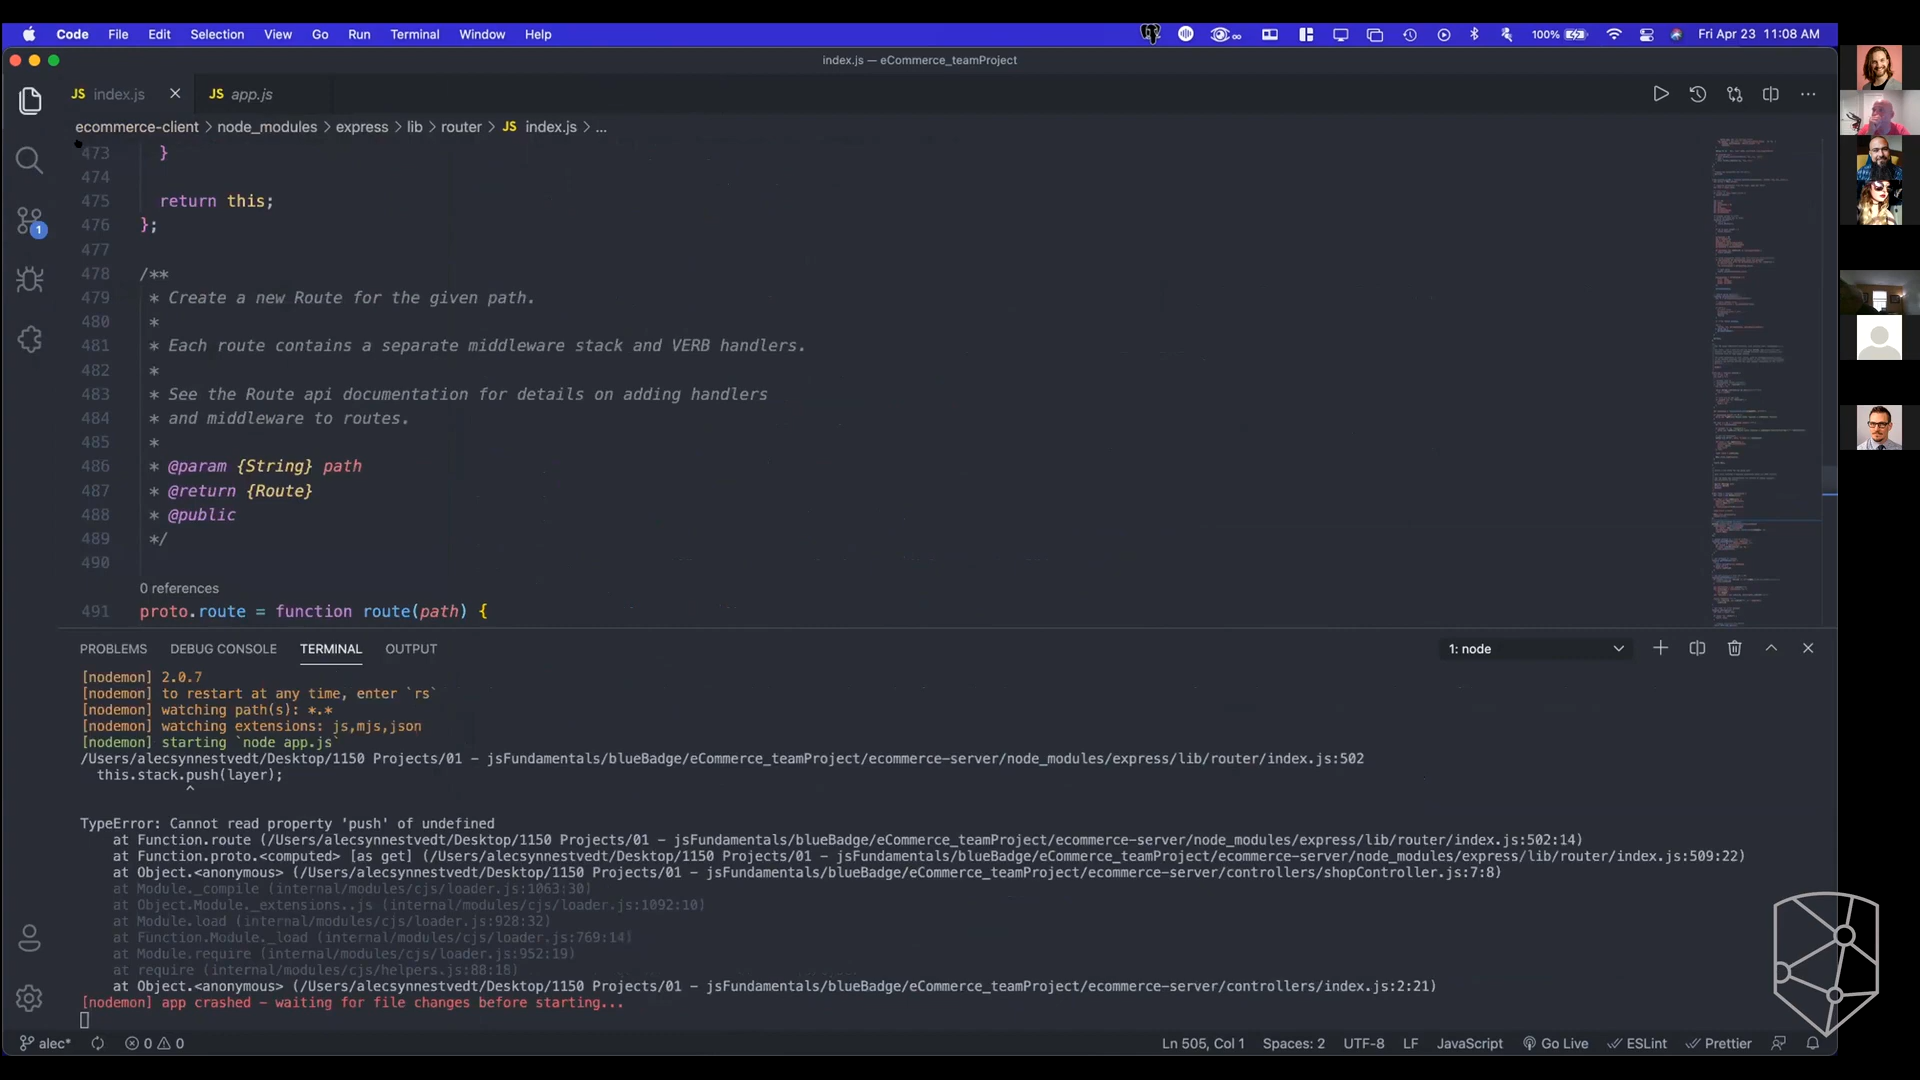 Code File Edit Selection View Go Run Terminal Window Help 100% Fri Apr 23 11:08 AM
index.js — eCommerce_teamProject
JS index.js JS app.js
ecommerce-client > node_modules > express > lib > router > JS index.js > ...
473 }
474
475 return this;
476 };
477
478 /**
479 * Create a new Route for the given path.
480 *
481 * Each route contains a separate middleware stack and VERB handlers.
482 *
483 * See the Route api documentation for details on adding handlers
484 * and middleware to routes.
485 *
486 * @param {String} path
487 * @return {Route}
488 * @public
489 */
490
0 references
491 proto.route = function route(path) {
PROBLEMS DEBUG CONSOLE TERMINAL OUTPUT 1: node
[nodemon] 2.0.7
[nodemon] to restart at any time, enter `rs`
[nodemon] watching path(s): *.*
[nodemon] watching extensions: js,mjs,json
[nodemon] starting `node app.js`
/Users/alecsynnestvedt/Desktop/1150 Projects/01 - jsFundamentals/blueBadge/eCommerce_teamProject/ecommerce-server/node_modules/express/lib/router/index.js:502
this.stack.push(layer);
^
TypeError: Cannot read property 'push' of undefined
at Function.route (/Users/alecsynnestvedt/Desktop/1150 Projects/01 - jsFundamentals/blueBadge/eCommerce_teamProject/ecommerce-server/node_modules/express/lib/router/index.js:502:14)
at Function.proto.<computed> [as get] (/Users/alecsynnestvedt/Desktop/1150 Projects/01 - jsFundamentals/blueBadge/eCommerce_teamProject/ecommerce-server/node_modules/express/lib/router/index.js:509:22)
at Object.<anonymous> (/Users/alecsynnestvedt/Desktop/1150 Projects/01 - jsFundamentals/blueBadge/eCommerce_teamProject/ecommerce-server/controllers/shopController.js:7:8)
at Module._compile (internal/modules/cjs/loader.js:1063:30)
at Object.Module._extensions..js (internal/modules/cjs/loader.js:1092:10)
at Module.load (internal/modules/cjs/loader.js:928:32)
at Function.Module._load (internal/modules/cjs/loader.js:769:14)
at Module.require (internal/modules/cjs/loader.js:952:19)
at require (internal/modules/cjs/helpers.js:88:18)
at Object.<anonymous> (/Users/alecsynnestvedt/Desktop/1150 Projects/01 - jsFundamentals/blueBadge/eCommerce_teamProject/ecommerce-server/controllers/index.js:2:21)
[nodemon] app crashed - waiting for file changes before starting...
alec* 0 0 Ln 505, Col 1 Spaces: 2 UTF-8 LF JavaScript Go Live ESLint Prettier
1